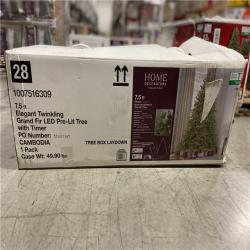 28
1007516309
7.5 ft
Elegant Twinkling
Grand Fir LED Pre-Lit Tree
with Timer
PO Number:
CAMBODIA
1 Pack
Case Wt: 49.90 lbs
TREE BOX LAYDOWN
HOME
DECORATORS
COLLECTION
7.5 ft